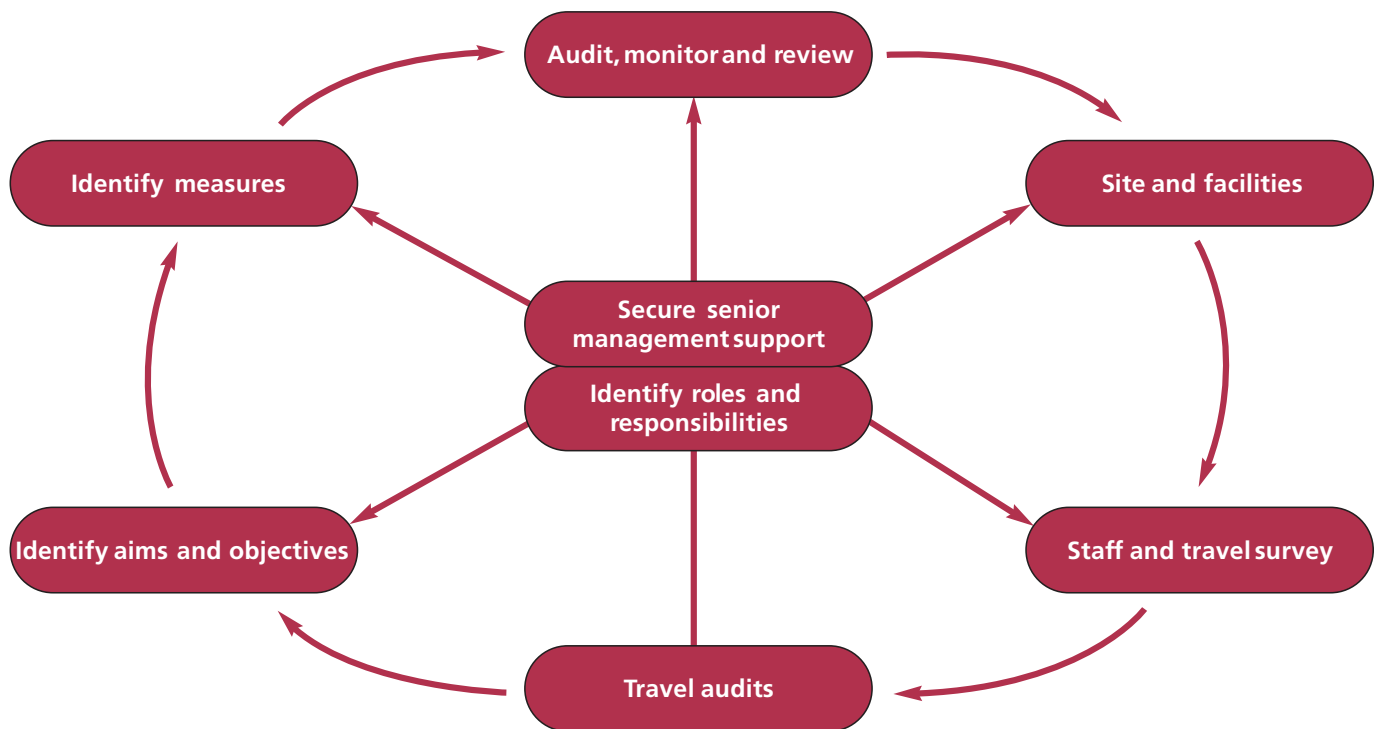 Audit, monitor and review
Identify measures
Site and facilities
Secure senior
management support
Identify roles and
responsibilities
Identify aims and objectives
Staff and travel survey
Travel audits